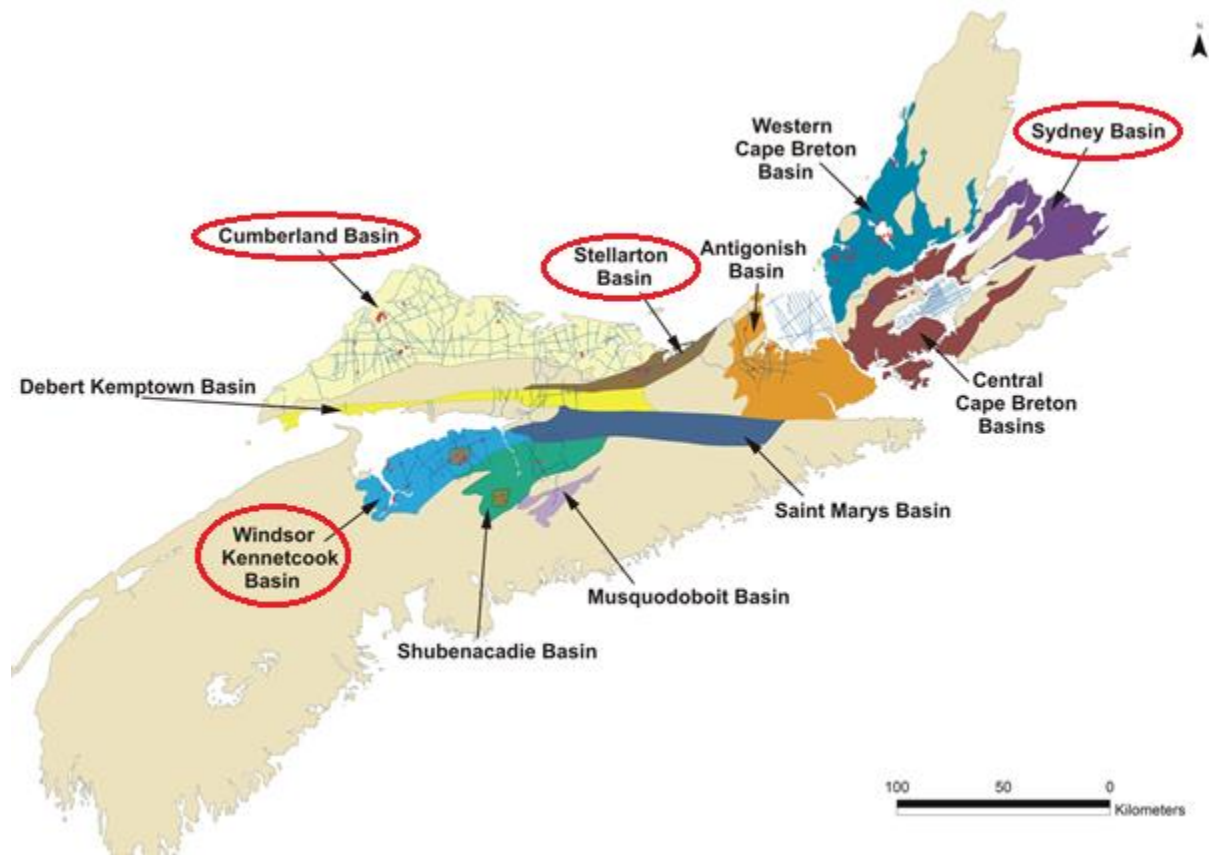 N
Western
Cape Breton
Basin
Sydney Basin
Cumberland Basin
Stellarton
Basin
Antigonish
Basin
Debert Kemptown Basin
Central
Cape Breton
Basins
Saint Marys Basin
Windsor
Kennetcook
Basin
Musquodoboit Basin
Shubenacadie Basin
100 50 0
Kilometers